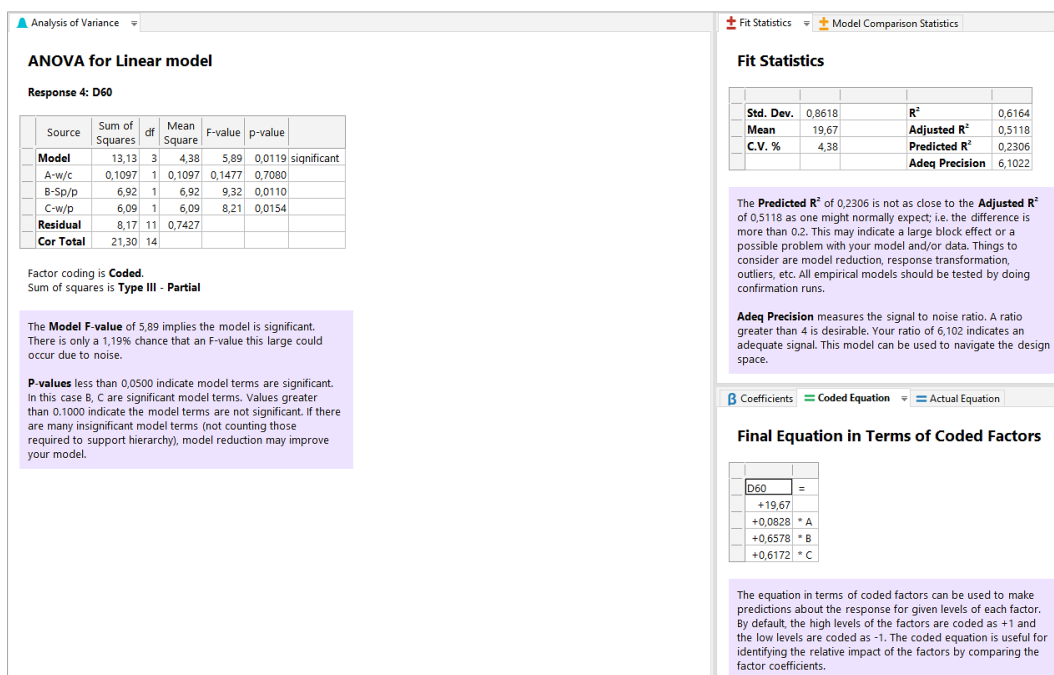 Analysis of Variance
ANOVA for Linear model
Response 4: D60
Source Sum of Squares df Mean Square F-value p-value
Model 13,13 3 4,38 5,89 0,0119 significant
A-w/c 0,1097 1 0,1097 0,1477 0,7080
B-Sp/p 6,92 1 6,92 9,32 0,0110
C-w/p 6,09 1 6,09 8,21 0,0154
Residual 8,17 11 0,7427
Cor Total 21,30 14
Factor coding is Coded.
Sum of squares is Type III - Partial
The Model F-value of 5,89 implies the model is significant.
There is only a 1,19% chance that an F-value this large could
occur due to noise.
P-values less than 0,0500 indicate model terms are significant.
In this case B, C are significant model terms. Values greater
than 0.1000 indicate the model terms are not significant. If there
are many insignificant model terms (not counting those
required to support hierarchy), model reduction may improve
your model.
Fit Statistics Model Comparison Statistics
Fit Statistics
Std. Dev. 0,8618 R² 0,6164
Mean 19,67 Adjusted R² 0,5118
C.V. % 4,38 Predicted R² 0,2306
Adeq Precision 6,1022
The Predicted R² of 0,2306 is not as close to the Adjusted R²
of 0,5118 as one might normally expect; i.e. the difference is
more than 0.2. This may indicate a large block effect or a
possible problem with your model and/or data. Things to
consider are model reduction, response transformation,
outliers, etc. All empirical models should be tested by doing
confirmation runs.
Adeq Precision measures the signal to noise ratio. A ratio
greater than 4 is desirable. Your ratio of 6,102 indicates an
adequate signal. This model can be used to navigate the design
space.
β Coefficients = Coded Equation = Actual Equation
Final Equation in Terms of Coded Factors
D60 =
+19,67
+0,0828 * A
+0,6578 * B
+0,6172 * C
The equation in terms of coded factors can be used to make
predictions about the response for given levels of each factor.
By default, the high levels of the factors are coded as +1 and
the low levels are coded as -1. The coded equation is useful for
identifying the relative impact of the factors by comparing the
factor coefficients.